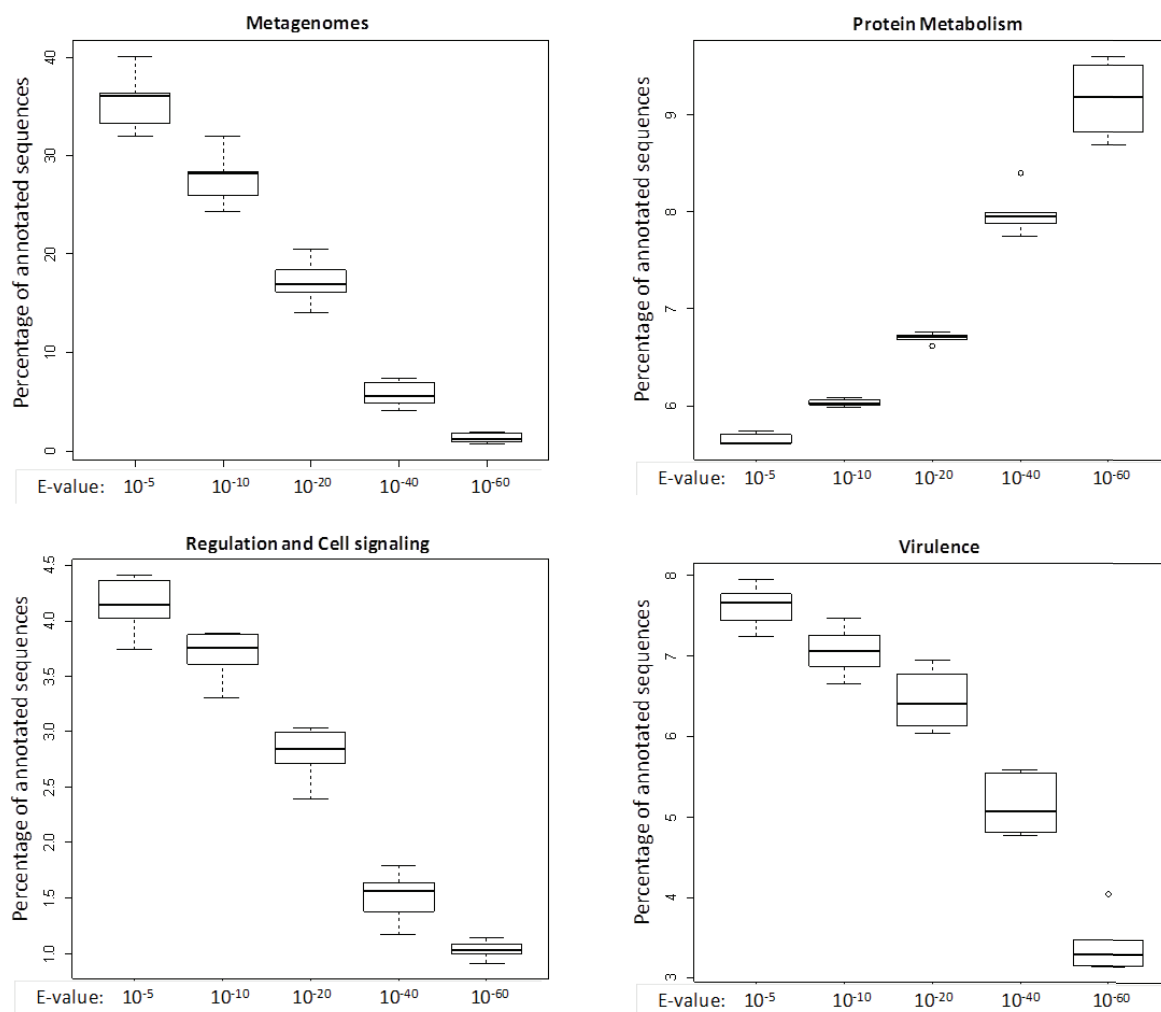 Metagenomes
Percentage of annotated sequences
40
30
20
10
0
E-value: 10⁻⁵ 10⁻¹⁰ 10⁻²⁰ 10⁻⁴⁰ 10⁻⁶⁰
Protein Metabolism
Percentage of annotated sequences
9
8
7
6
E-value: 10⁻⁵ 10⁻¹⁰ 10⁻²⁰ 10⁻⁴⁰ 10⁻⁶⁰
Regulation and Cell signaling
Percentage of annotated sequences
4.5
4.0
3.5
3.0
2.5
2.0
1.5
1.0
E-value: 10⁻⁵ 10⁻¹⁰ 10⁻²⁰ 10⁻⁴⁰ 10⁻⁶⁰
Virulence
Percentage of annotated sequences
8
7
6
5
4
3
E-value: 10⁻⁵ 10⁻¹⁰ 10⁻²⁰ 10⁻⁴⁰ 10⁻⁶⁰